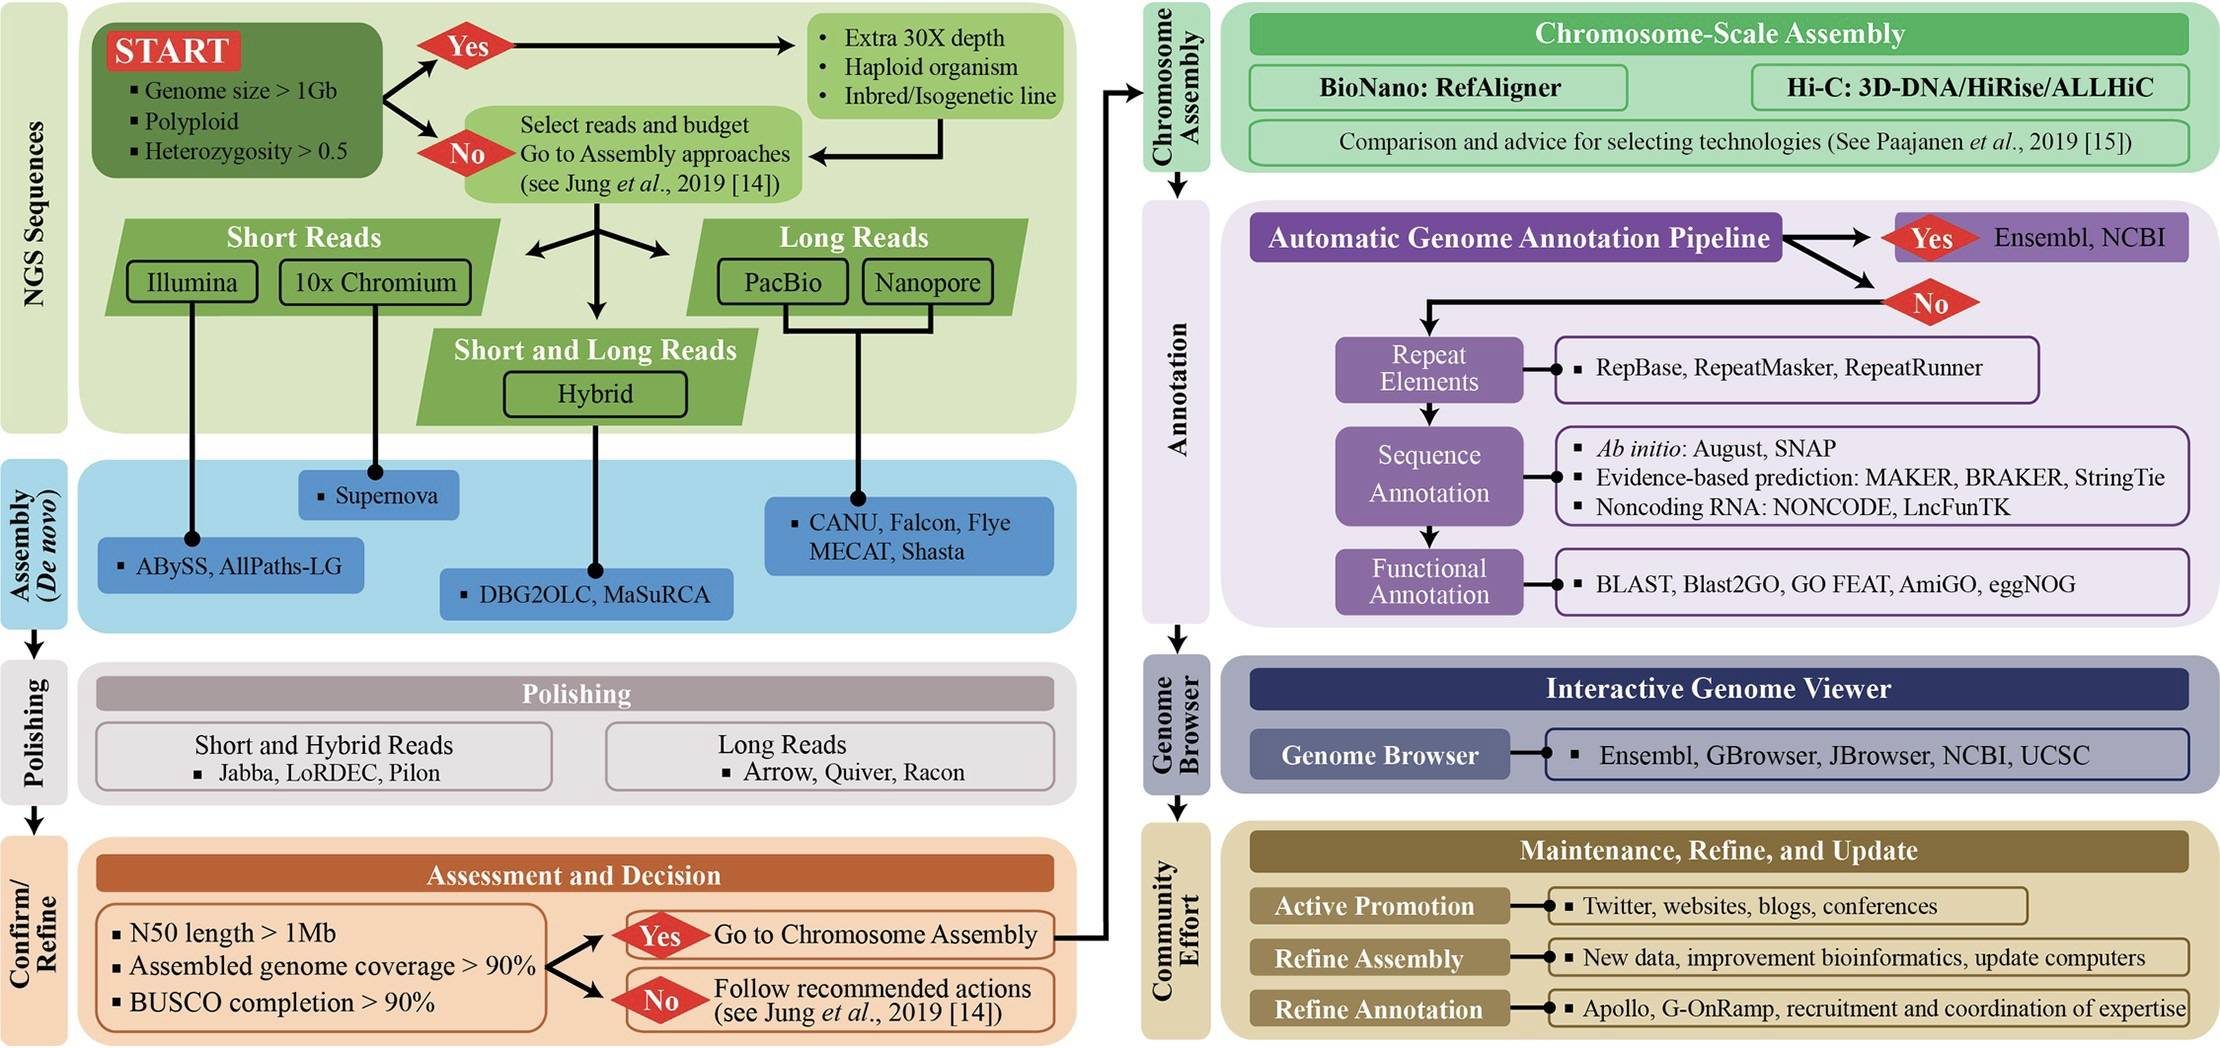 NGS Sequences
START
▪ Genome size > 1Gb
▪ Polyploid
▪ Heterozygosity > 0.5
Yes
• Extra 30X depth
• Haploid organism
• Inbred/Isogenetic line
No
Select reads and budget
Go to Assembly approaches
(see Jung et al., 2019 [14])
Short Reads
Illumina
10x Chromium
Long Reads
PacBio
Nanopore
Short and Long Reads
Hybrid
Assembly
(De novo)
▪ Supernova
▪ ABySS, AllPaths-LG
▪ DBG2OLC, MaSuRCA
▪ CANU, Falcon, Flye
MECAT, Shasta
Polishing
Polishing
Short and Hybrid Reads
▪ Jabba, LoRDEC, Pilon
Long Reads
▪ Arrow, Quiver, Racon
Confirm/
Refine
Assessment and Decision
▪ N50 length > 1Mb
▪ Assembled genome coverage > 90%
▪ BUSCO completion > 90%
Yes
Go to Chromosome Assembly
No
Follow recommended actions
(see Jung et al., 2019 [14])
Chromosome
Assembly
Chromosome-Scale Assembly
BioNano: RefAligner
Hi-C: 3D-DNA/HiRise/ALLHiC
Comparison and advice for selecting technologies (See Paajanen et al., 2019 [15])
Annotation
Automatic Genome Annotation Pipeline
Yes
Ensembl, NCBI
No
Repeat
Elements
▪ RepBase, RepeatMasker, RepeatRunner
Sequence
Annotation
▪ Ab initio: August, SNAP
▪ Evidence-based prediction: MAKER, BRAKER, StringTie
▪ Noncoding RNA: NONCODE, LncFunTK
Functional
Annotation
▪ BLAST, Blast2GO, GO FEAT, AmiGO, eggNOG
Genome
Browser
Interactive Genome Viewer
Genome Browser
▪ Ensembl, GBrowser, JBrowser, NCBI, UCSC
Community
Effort
Maintenance, Refine, and Update
Active Promotion
▪ Twitter, websites, blogs, conferences
Refine Assembly
▪ New data, improvement bioinformatics, update computers
Refine Annotation
▪ Apollo, G-OnRamp, recruitment and coordination of expertise